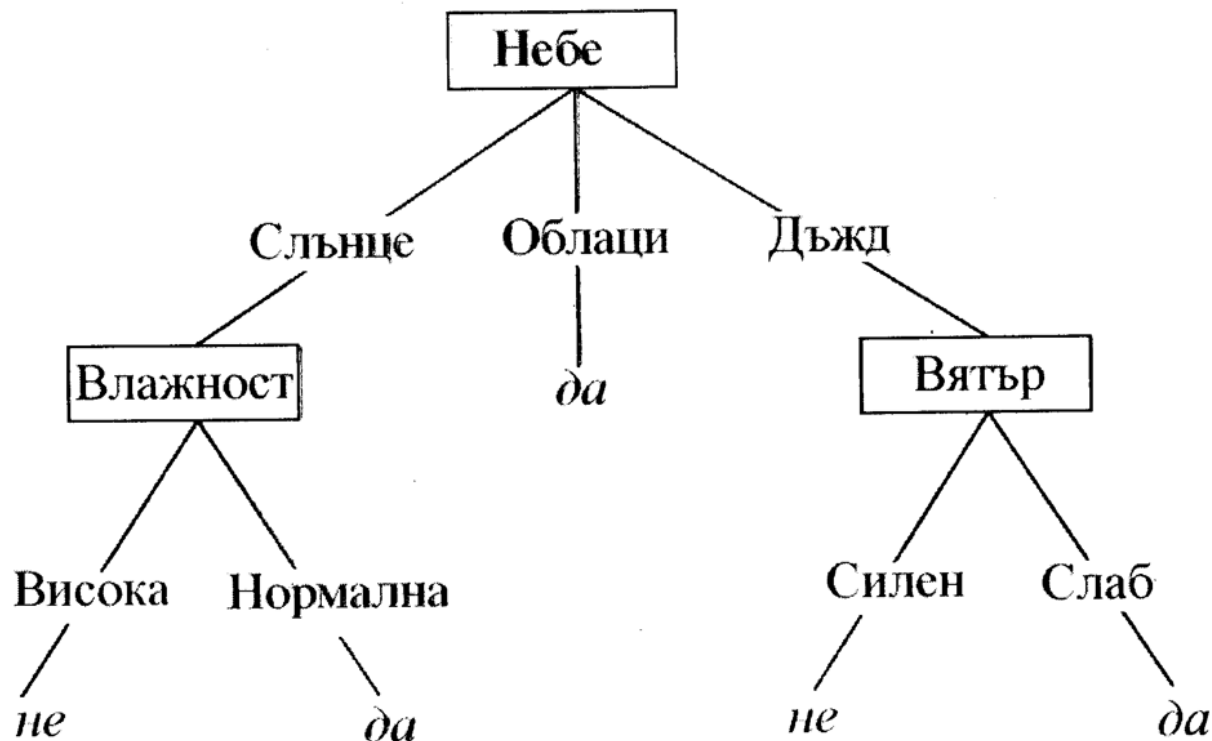 Небе
Слънце Облаци Дъжд
Влажност да Вятър
Висока Нормална Силен Слаб
не да не да